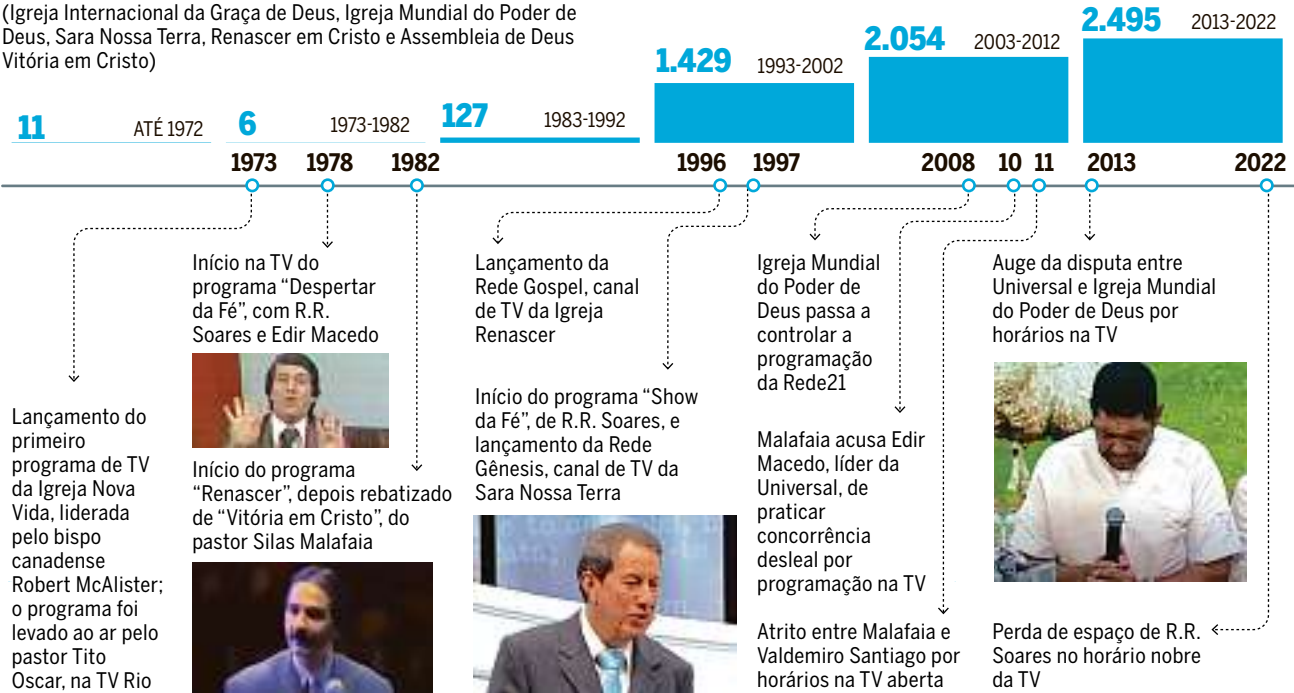 (Igreja Internacional da Graça de Deus, Igreja Mundial do Poder de
Deus, Sara Nossa Terra, Renascer em Cristo e Assembleia de Deus
Vitória em Cristo)
11 ATÉ 1972
6 1973-1982
127 1983-1992
1.429 1993-2002
2.054 2003-2012
2.495 2013-2022
1973 1978 1982 1996 1997 2008 10 11 2013 2022
Lançamento do
primeiro
programa de TV
da Igreja Nova
Vida, liderada
pelo bispo
canadense
Robert McAlister;
o programa foi
levado ao ar pelo
pastor Tito
Oscar, na TV Rio
Início na TV do
programa “Despertar
da Fé”, com R.R.
Soares e Edir Macedo
Início do programa
“Renascer”, depois rebatizado
de “Vitória em Cristo”, do
pastor Silas Malafaia
Lançamento da
Rede Gospel, canal
de TV da Igreja
Renascer
Início do programa “Show
da Fé”, de R.R. Soares, e
lançamento da Rede
Gênesis, canal de TV da
Sara Nossa Terra
Igreja Mundial
do Poder de
Deus passa a
controlar a
programação
da Rede21
Malafaia acusa Edir
Macedo, líder da
Universal, de
praticar
concorrência
desleal por
programação na TV
Atrito entre Malafaia e
Valdemiro Santiago por
horários na TV aberta
Auge da disputa entre
Universal e Igreja Mundial
do Poder de Deus por
horários na TV
Perda de espaço de R.R.
Soares no horário nobre
da TV